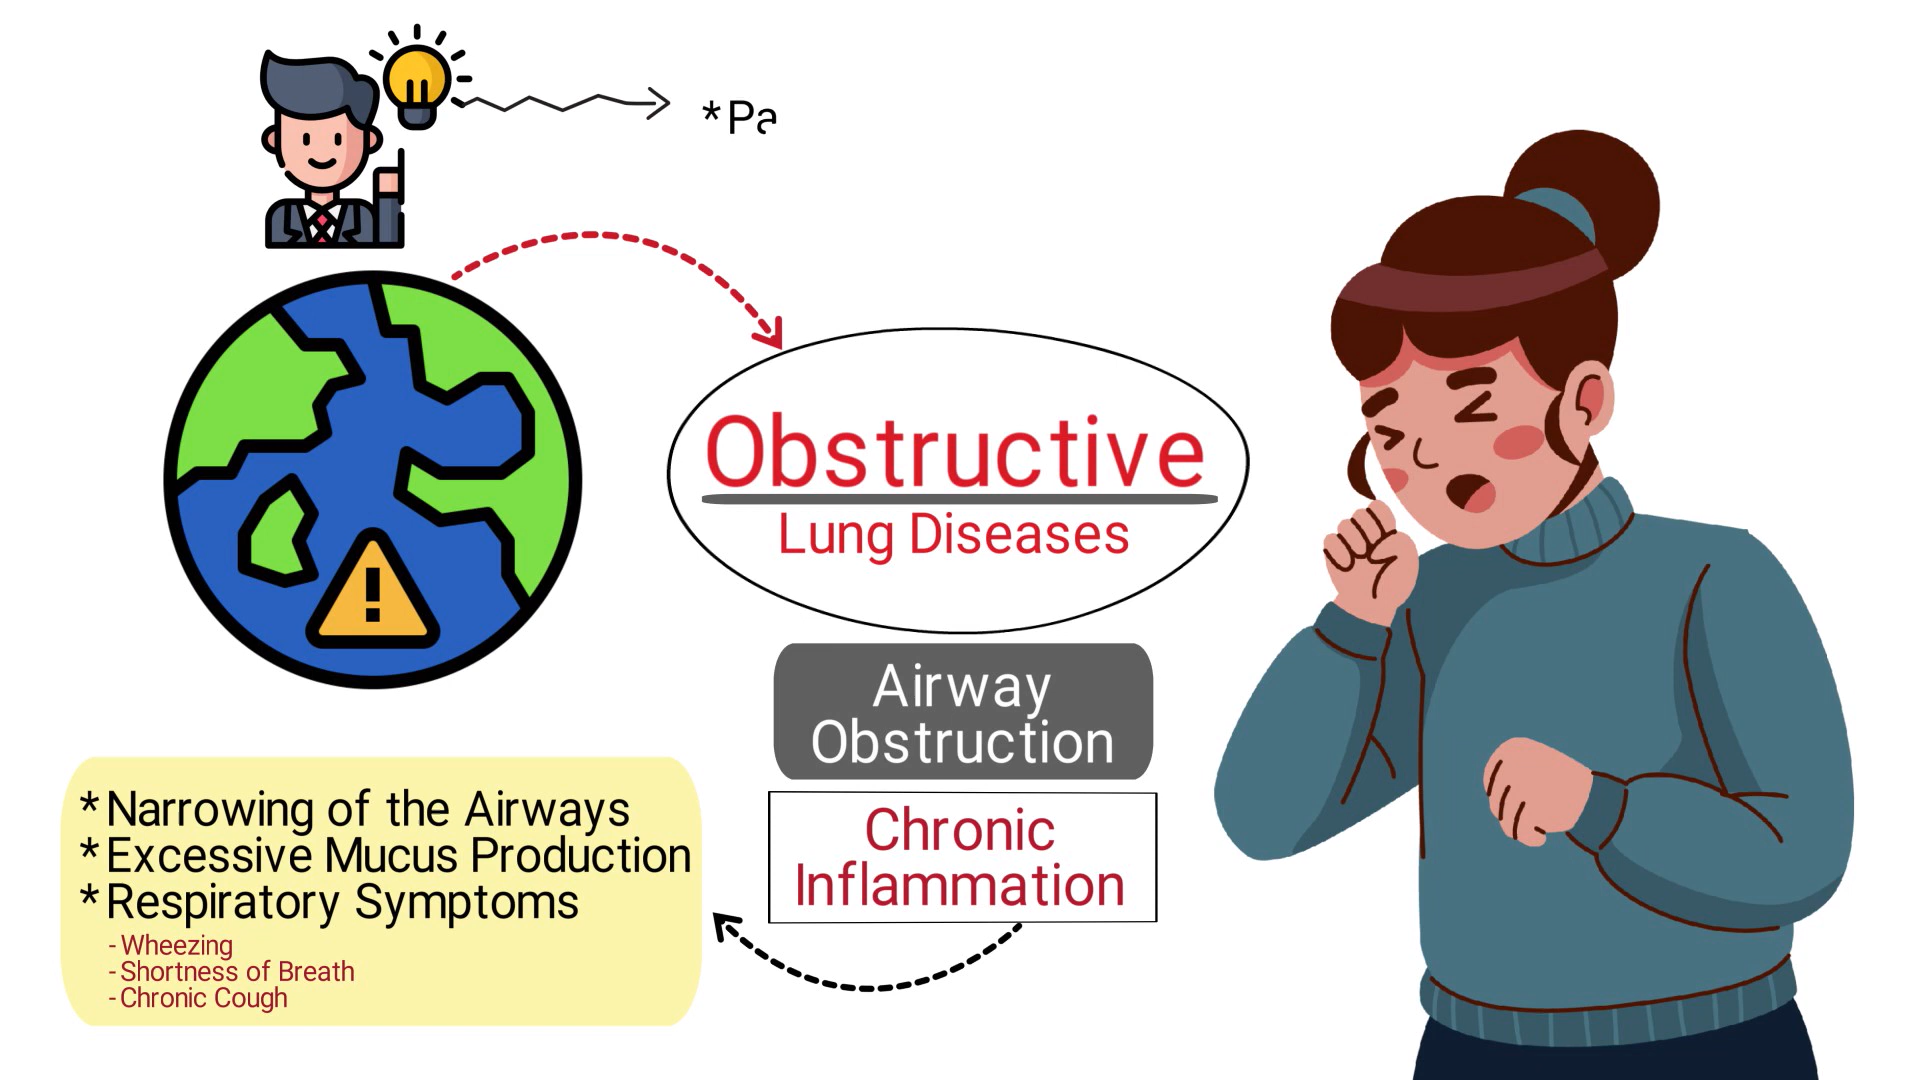 *Pa
Obstructive
Lung Diseases
Airway
Obstruction
Chronic
Inflammation
*Narrowing of the Airways
*Excessive Mucus Production
*Respiratory Symptoms
-Wheezing
-Shortness of Breath
-Chronic Cough